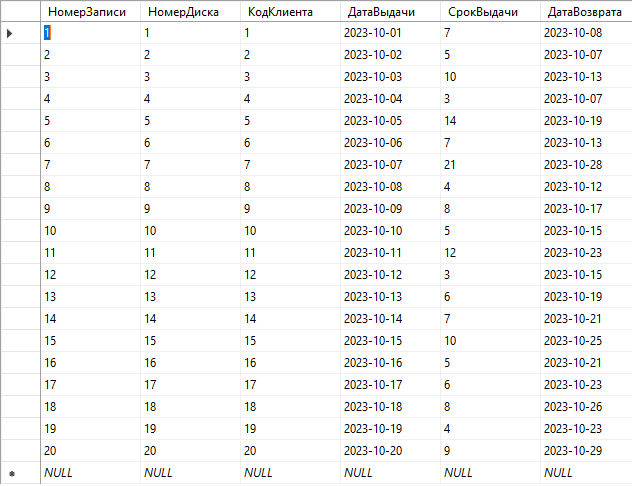 НомерЗаписи НомерДиска КодКлиента ДатаВыдачи СрокВыдачи ДатаВозврата
1 1 1 2023-10-01 7 2023-10-08
2 2 2 2023-10-02 5 2023-10-07
3 3 3 2023-10-03 10 2023-10-13
4 4 4 2023-10-04 3 2023-10-07
5 5 5 2023-10-05 14 2023-10-19
6 6 6 2023-10-06 7 2023-10-13
7 7 7 2023-10-07 21 2023-10-28
8 8 8 2023-10-08 4 2023-10-12
9 9 9 2023-10-09 8 2023-10-17
10 10 10 2023-10-10 5 2023-10-15
11 11 11 2023-10-11 12 2023-10-23
12 12 12 2023-10-12 3 2023-10-15
13 13 13 2023-10-13 6 2023-10-19
14 14 14 2023-10-14 7 2023-10-21
15 15 15 2023-10-15 10 2023-10-25
16 16 16 2023-10-16 5 2023-10-21
17 17 17 2023-10-17 6 2023-10-23
18 18 18 2023-10-18 8 2023-10-26
19 19 19 2023-10-19 4 2023-10-23
20 20 20 2023-10-20 9 2023-10-29
NULL NULL NULL NULL NULL NULL